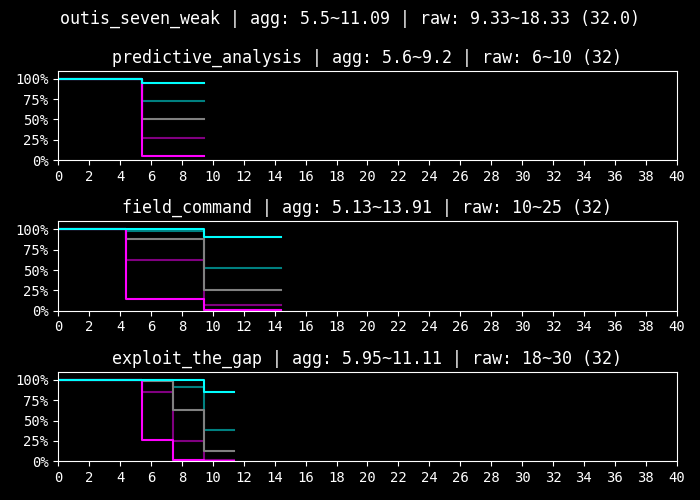 outis_seven_weak | agg: 5.5~11.09 | raw: 9.33~18.33 (32.0)
predictive_analysis | agg: 5.6~9.2 | raw: 6~10 (32)
100%
75%
50%
25%
0%
0 2 4 6 8 10 12 14 16 18 20 22 24 26 28 30 32 34 36 38 40
field_command | agg: 5.13~13.91 | raw: 10~25 (32)
100%
75%
50%
25%
0%
0 2 4 6 8 10 12 14 16 18 20 22 24 26 28 30 32 34 36 38 40
exploit_the_gap | agg: 5.95~11.11 | raw: 18~30 (32)
100%
75%
50%
25%
0%
0 2 4 6 8 10 12 14 16 18 20 22 24 26 28 30 32 34 36 38 40